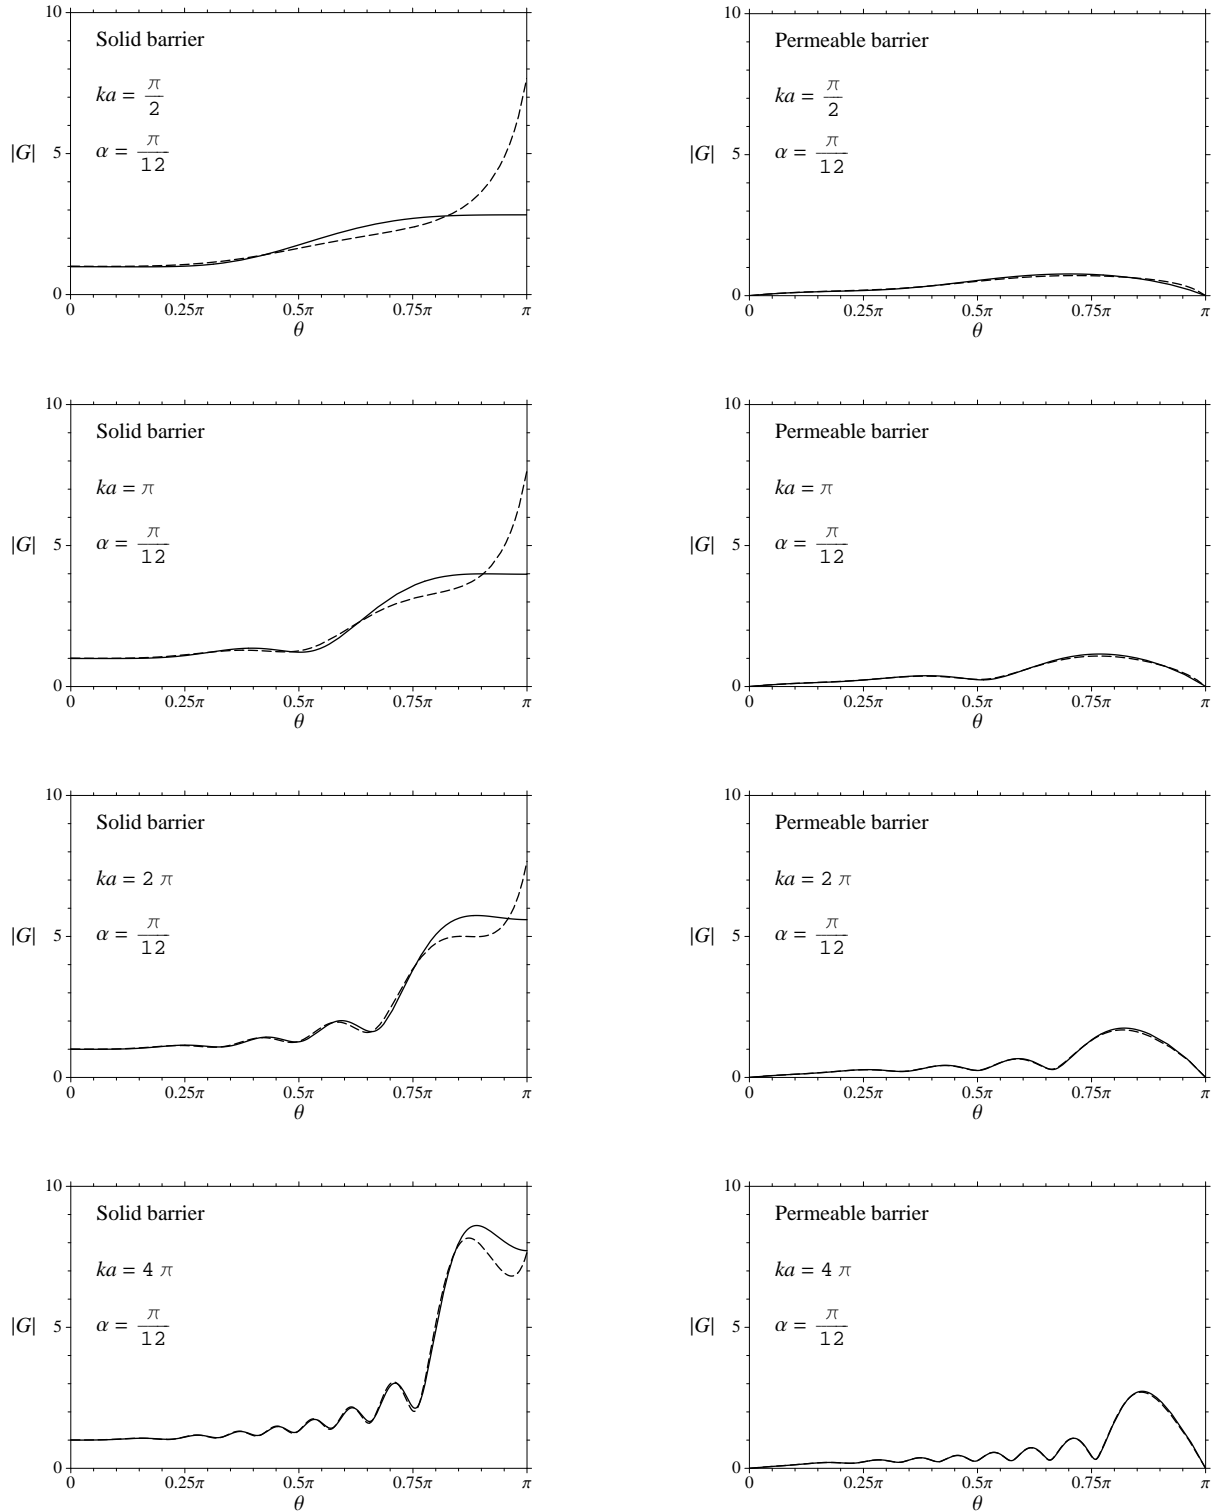 10
Solid barrier
ka = π/2
α = π/12
|G|
5
0
0 0.25π 0.5π 0.75π π
θ
10
Permeable barrier
ka = π/2
α = π/12
|G|
5
0
0 0.25π 0.5π 0.75π π
θ
10
Solid barrier
ka = π
α = π/12
|G|
5
0
0 0.25π 0.5π 0.75π π
θ
10
Permeable barrier
ka = π
α = π/12
|G|
5
0
0 0.25π 0.5π 0.75π π
θ
10
Solid barrier
ka = 2 π
α = π/12
|G|
5
0
0 0.25π 0.5π 0.75π π
θ
10
Permeable barrier
ka = 2 π
α = π/12
|G|
5
0
0 0.25π 0.5π 0.75π π
θ
10
Solid barrier
ka = 4 π
α = π/12
|G|
5
0
0 0.25π 0.5π 0.75π π
θ
10
Permeable barrier
ka = 4 π
α = π/12
|G|
5
0
0 0.25π 0.5π 0.75π π
θ